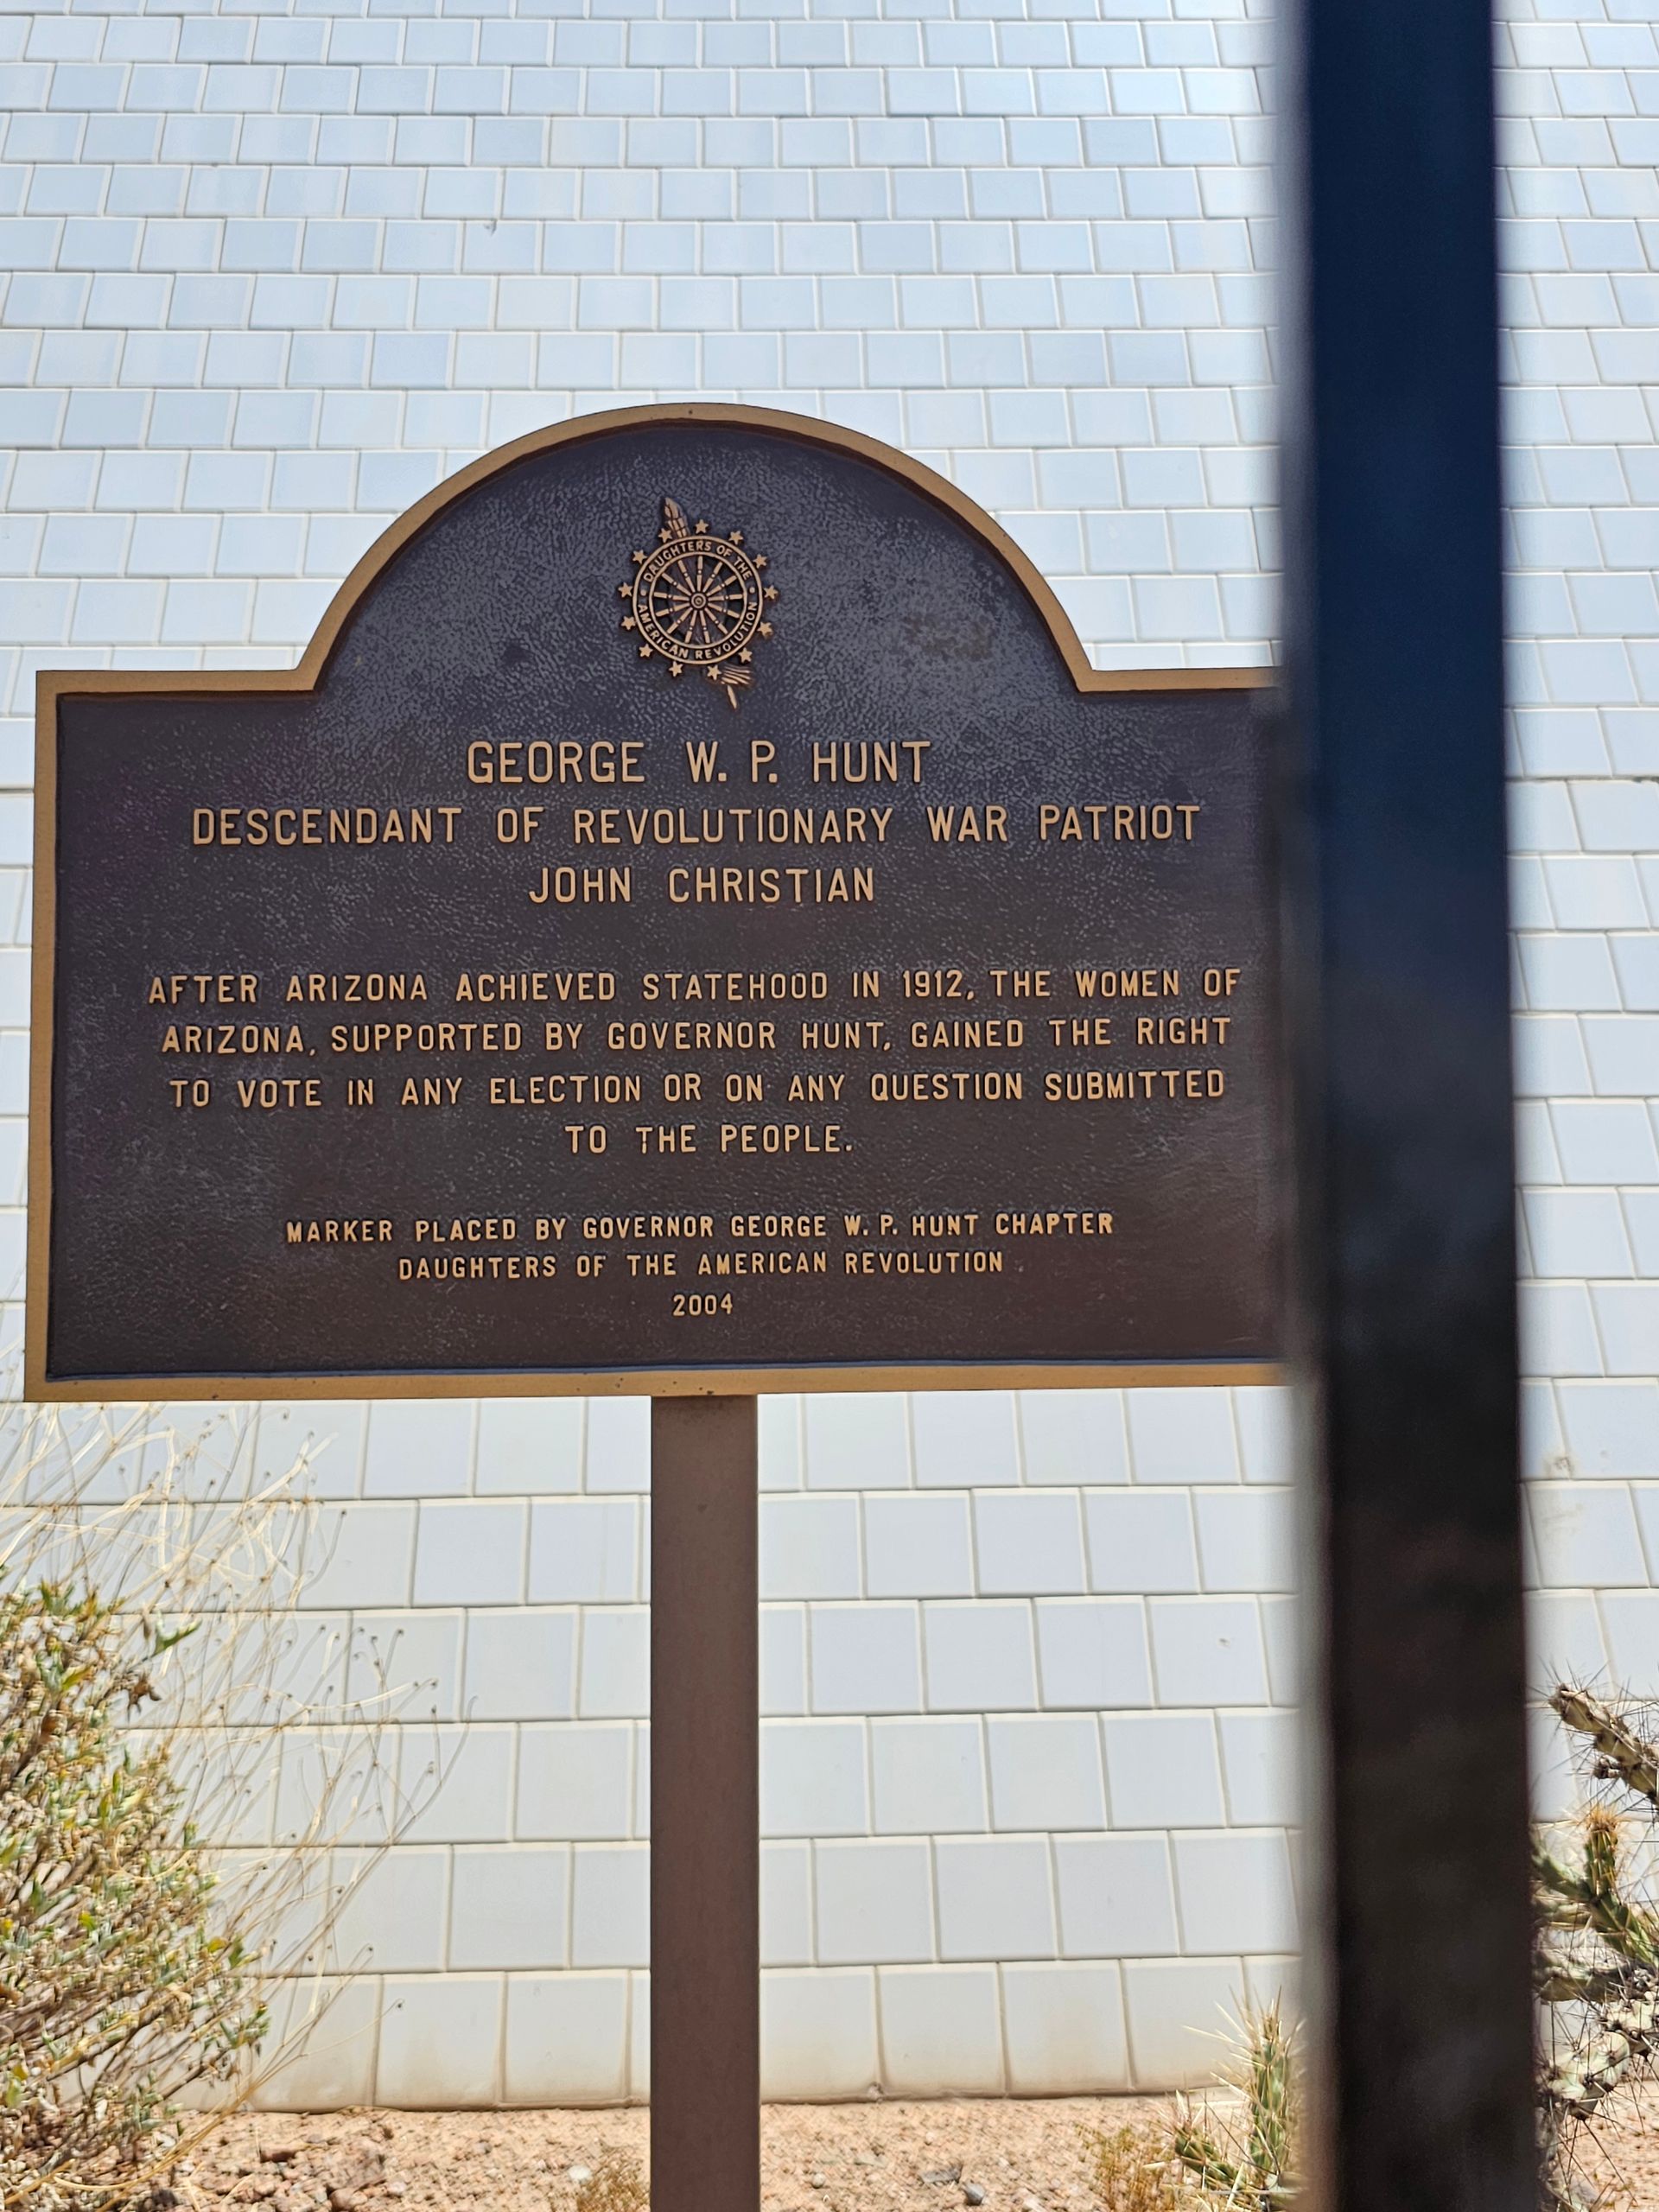 DAUGHTERS OF THE
AMERICAN REVOLUTION
GEORGE W. P. HUNT
DESCENDANT OF REVOLUTIONARY WAR PATRIOT
JOHN CHRISTIAN
AFTER ARIZONA ACHIEVED STATEHOOD IN 1912, THE WOMEN OF
ARIZONA, SUPPORTED BY GOVERNOR HUNT, GAINED THE RIGHT
TO VOTE IN ANY ELECTION OR ON ANY QUESTION SUBMITTED
TO THE PEOPLE.
MARKER PLACED BY GOVERNOR GEORGE W. P. HUNT CHAPTER
DAUGHTERS OF THE AMERICAN REVOLUTION
2004